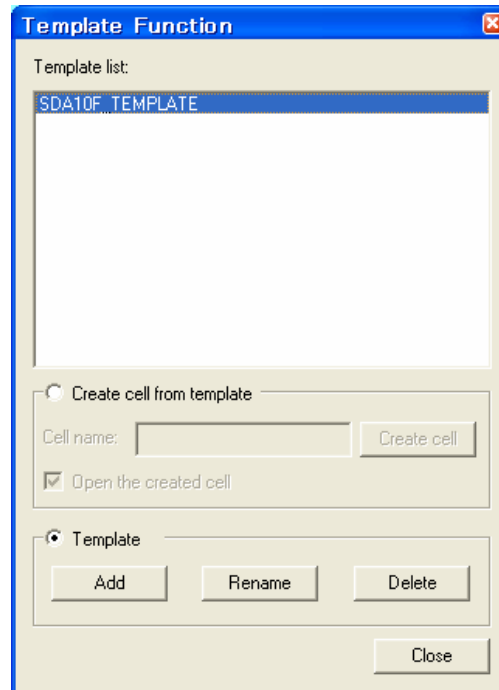 Template Function
Template list:
SDA10F_TEMPLATE
Create cell from template
Cell name:
Create cell
Open the created cell
Template
Add Rename Delete
Close